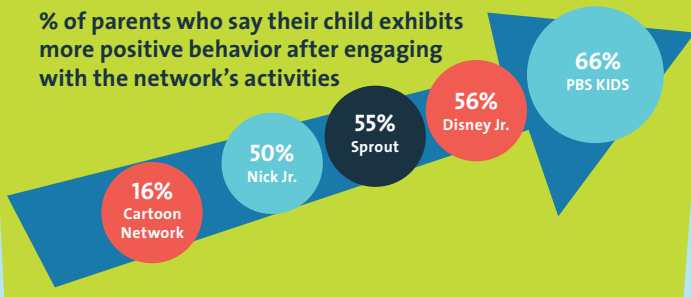 % of parents who say their child exhibits
more positive behavior after engaging
with the network's activities
16%
Cartoon
Network
50%
Nick Jr.
55%
Sprout
56%
Disney Jr.
66%
PBS KIDS